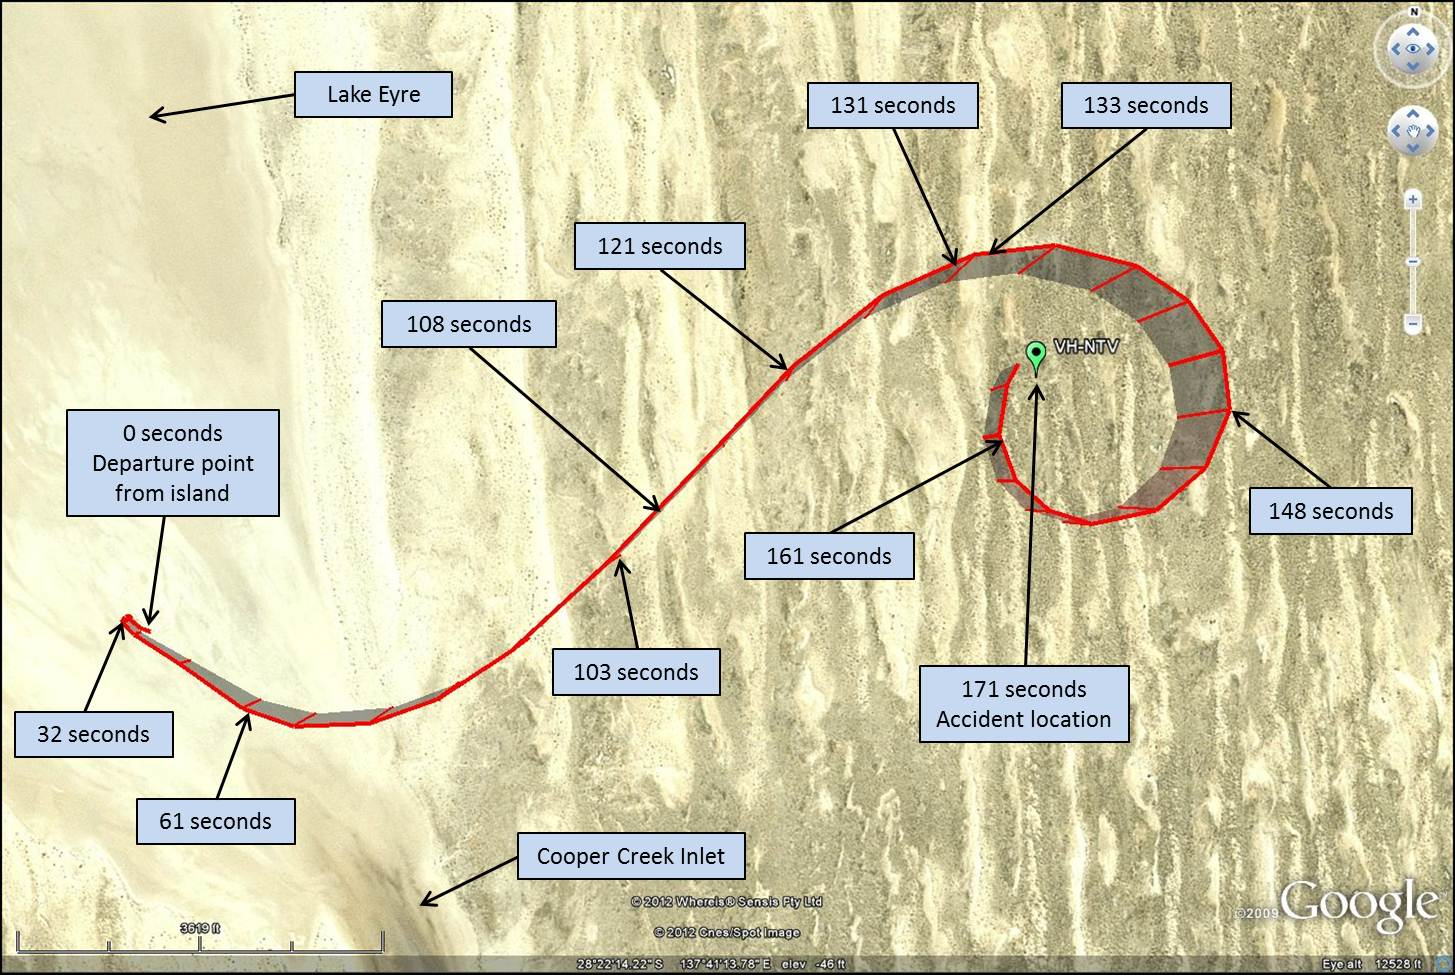 N
Lake Eyre
131 seconds
133 seconds
121 seconds
108 seconds
VH-NTV
0 seconds
Departure point
from island
148 seconds
161 seconds
103 seconds
171 seconds
Accident location
32 seconds
61 seconds
Cooper Creek Inlet
© 2012 Whereis® Sensis Pty Ltd
© 2012 Cnes/Spot Image
©2009 Google
3619 ft
28°22'14.22" S 137°41'13.78" E elev -46 ft
Eye alt 12528 ft